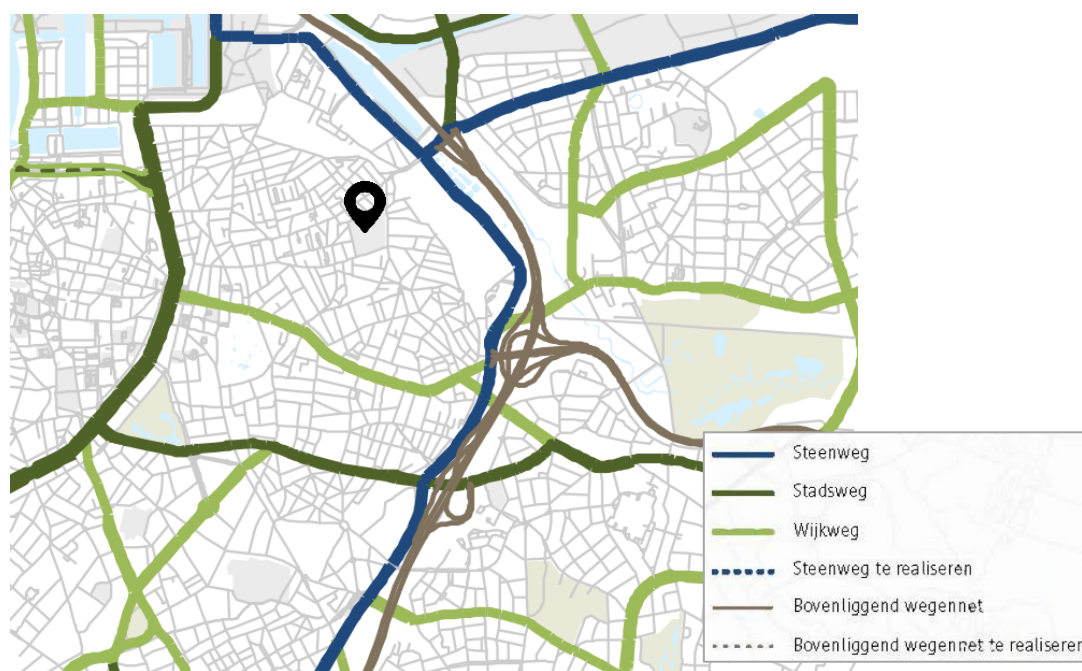 Steenweg
Stadsweg
Wijkweg
Steenweg te realiseren
Bovenliggend wegennet
Bovenliggend wegennet te realiseren